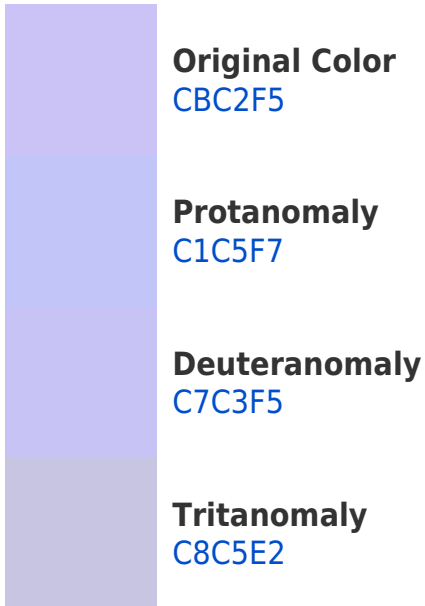 Original Color
CBC2F5
Protanomaly
C1C5F7
Deuteranomaly
C7C3F5
Tritanomaly
C8C5E2